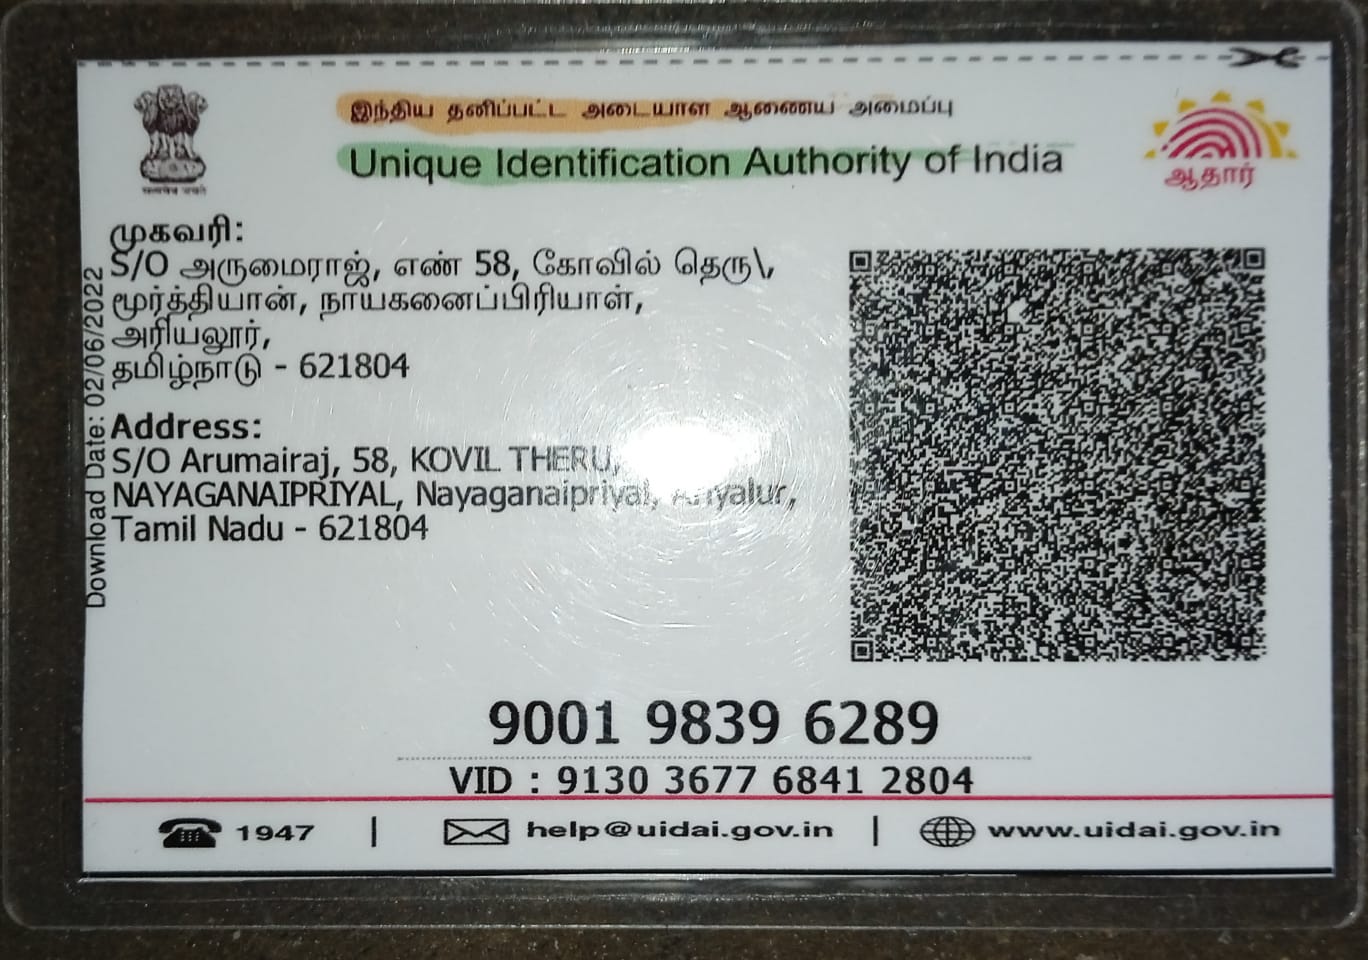 இந்திய தனிப்பட்ட அடையாள ஆணைய அமைப்பு
Unique Identification Authority of India
ஆதார்
முகவரி:
S/O அருமைராஜ், எண் 58, கோவில் தெரு\,
மூர்த்தியான், நாயகனைப்பிரியாள்,
அரியலூர்,
தமிழ்நாடு - 621804
Address:
S/O Arumairaj, 58, KOVIL THERU,
NAYAGANAIPRIYAL, Nayaganaipriyal, Ariyalur,
Tamil Nadu - 621804
Download Date: 02/06/2022
9001 9839 6289
VID : 9130 3677 6841 2804
1947 | help@uidai.gov.in | www.uidai.gov.in